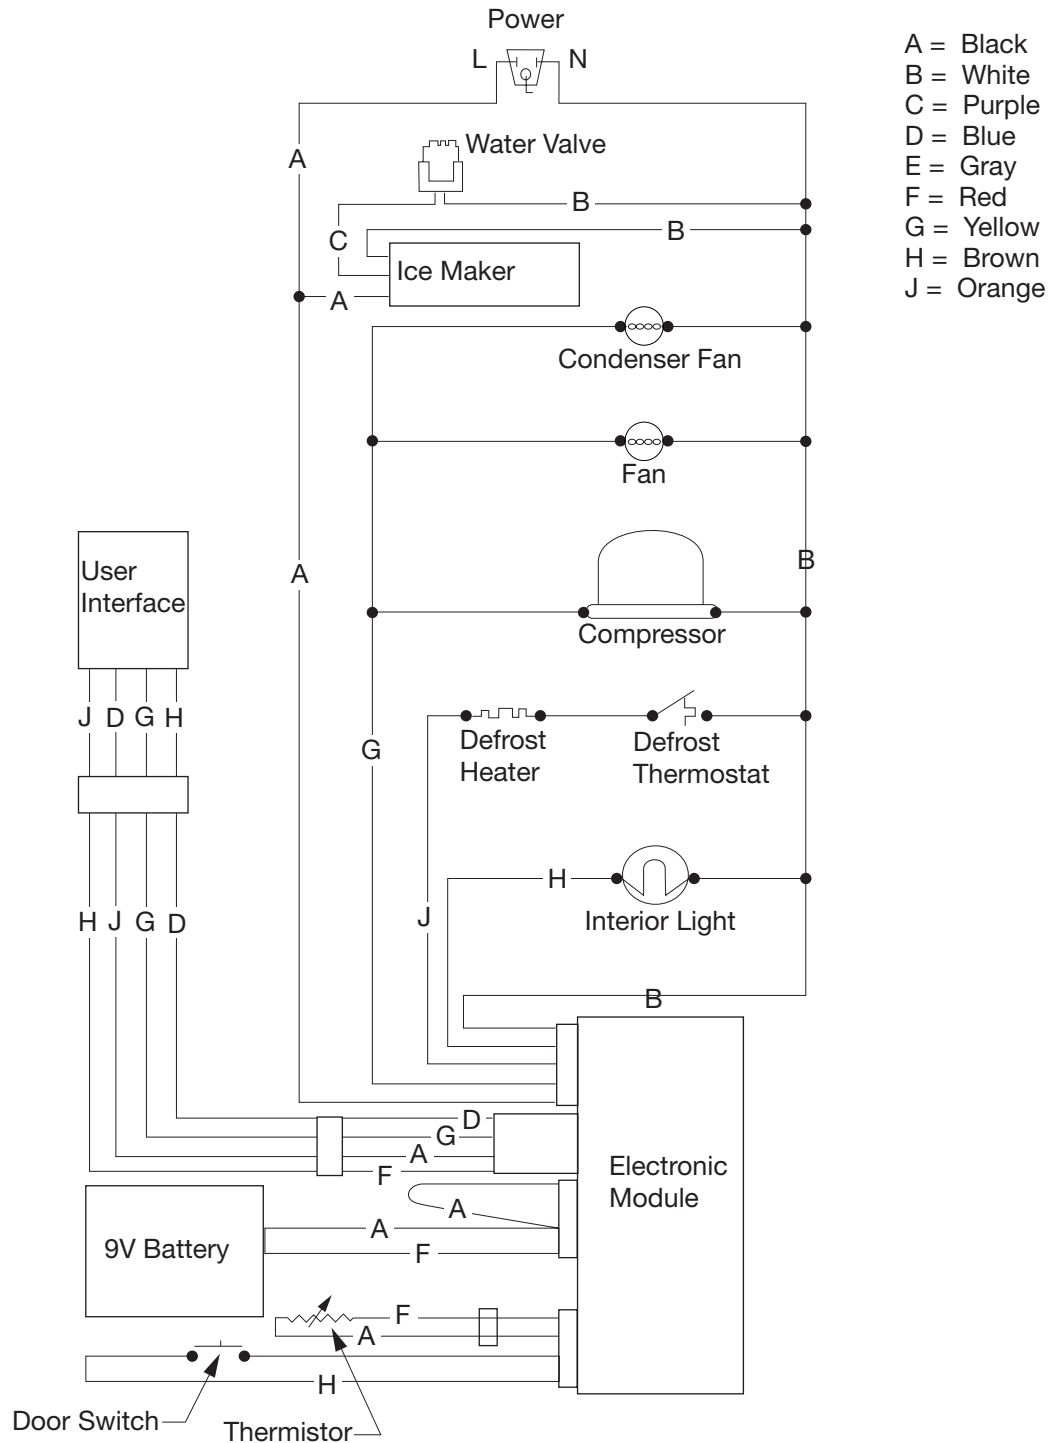 Power
L
N
A = Black
B = White
C = Purple
D = Blue
E = Gray
F = Red
G = Yellow
H = Brown
J = Orange
A
Water Valve
B
C
B
Ice Maker
A
Condenser Fan
Fan
User
Interface
A
B
Compressor
J D G H
G
Defrost
Heater
Defrost
Thermostat
H
Interior Light
H J G D
J
B
D
G
A
F
Electronic
Module
A
9V Battery
A
F
F
A
H
Door Switch
Thermistor